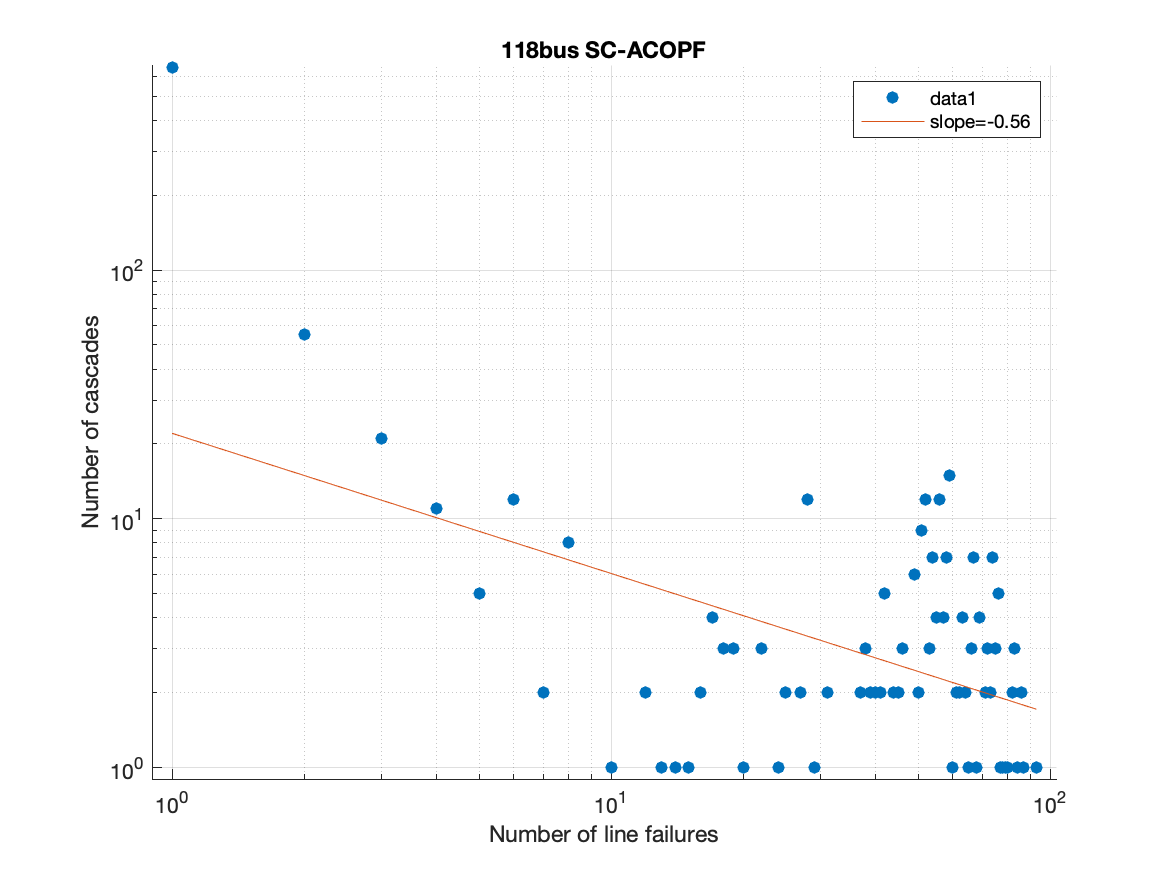 118bus SC-ACOPF
data1
slope=-0.56
Number of cascades
10^2
10^1
10^0
10^0
10^1
10^2
Number of line failures